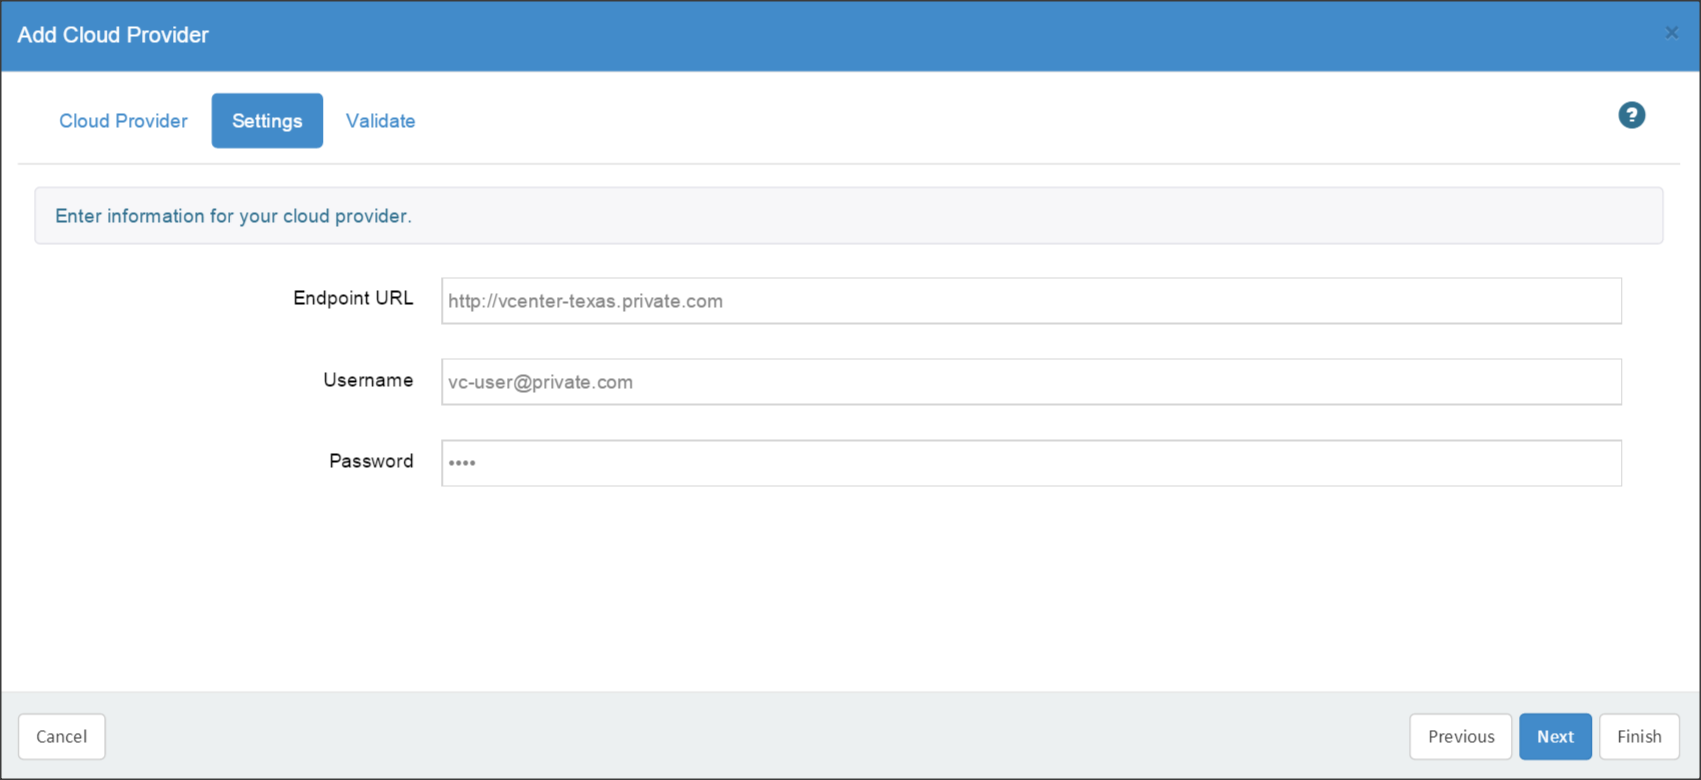 Add Cloud Provider
×
Cloud Provider Settings Validate
?
Enter information for your cloud provider.
Endpoint URL http://vcenter-texas.private.com
Username vc-user@private.com
Password ••••
Cancel Previous Next Finish